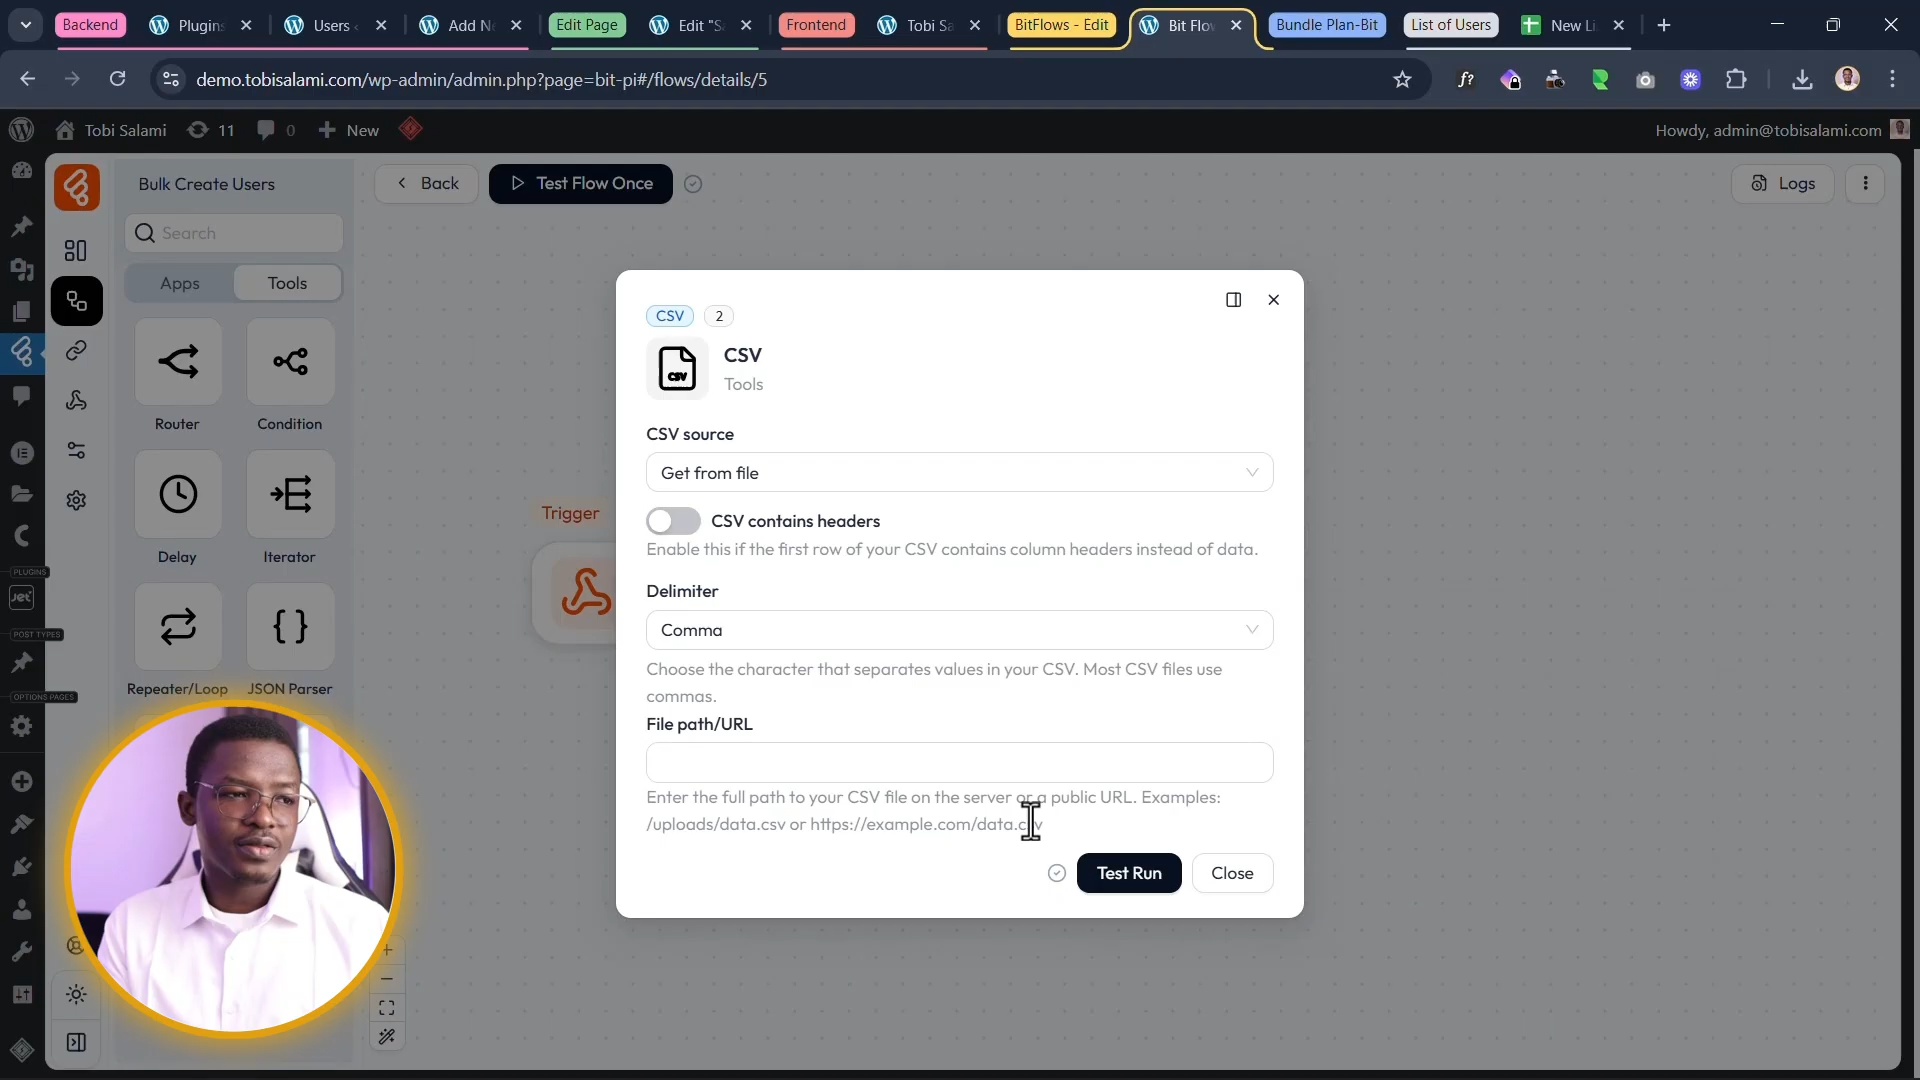 Backend
Plugins
Users
Add Ne
Edit Page
Edit "S
Frontend
Tobi Sa
BitFlows - Edit
Bit Flo
Bundle Plan-Bit
List of Users
New Li
demo.tobisalami.com/wp-admin/admin.php?page=bit-pi#/flows/details/5
Tobi Salami
11
0
New
Howdy, admin@tobisalami.com
Bulk Create Users
Back
Test Flow Once
Logs
Search
Apps
Tools
Router
Condition
Delay
Iterator
Repeater/Loop
JSON Parser
PLUGINS
Jet
POST TYPES
OPTIONS PAGES
Trigger
CSV
2
CSV
CSV
Tools
CSV source
Get from file
CSV contains headers
Enable this if the first row of your CSV contains column headers instead of data.
Delimiter
Comma
Choose the character that separates values in your CSV. Most CSV files use
commas.
File path/URL
Enter the full path to your CSV file on the server or a public URL. Examples:
/uploads/data.csv or https://example.com/data.csv
Test Run
Close